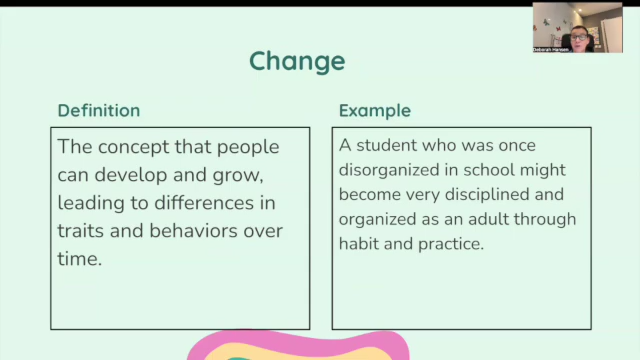 Change
Definition
The concept that people
can develop and grow,
leading to differences in
traits and behaviors over
time.
Example
A student who was once
disorganized in school might
become very disciplined and
organized as an adult through
habit and practice.
Deborah Hansen